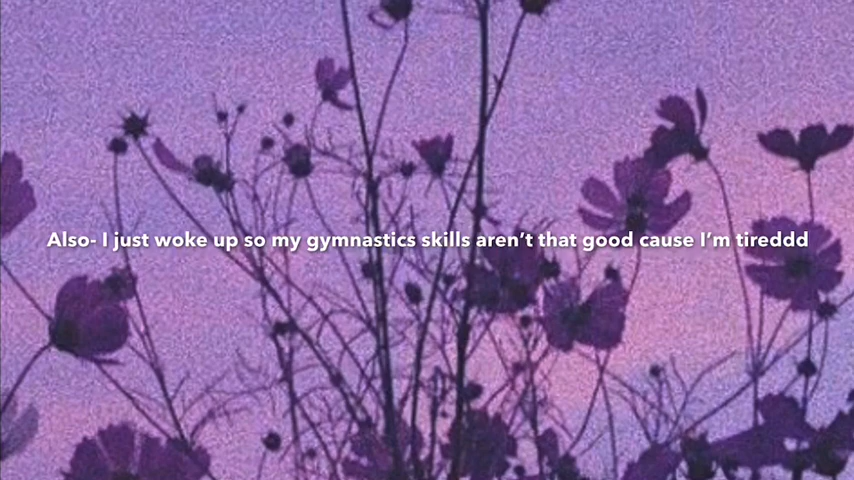 Also- I just woke up so my gymnastics skills aren’t that good cause I’m tireddd